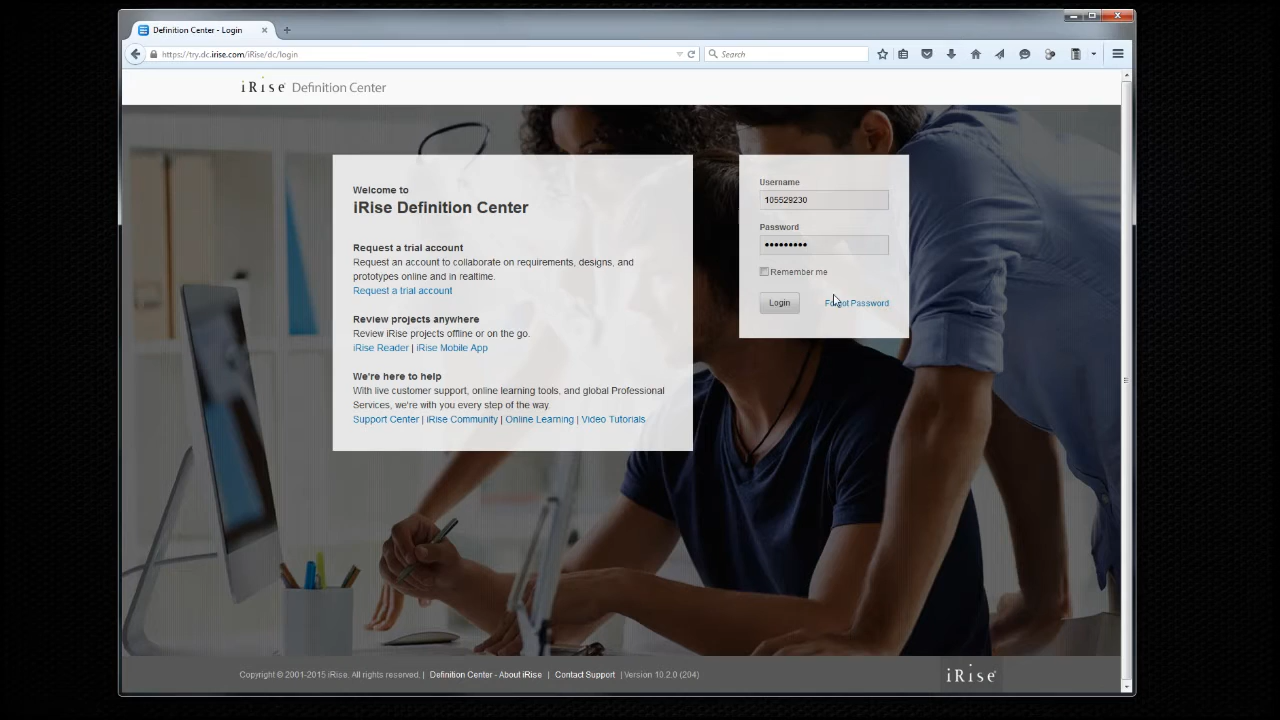 Definition Center - Login
https://try.dc.irise.com/iRise/dc/login
Search
iRise Definition Center
Welcome to
iRise Definition Center
Request a trial account
Request an account to collaborate on requirements, designs, and
prototypes online and in realtime.
Request a trial account
Review projects anywhere
Review iRise projects offline or on the go.
iRise Reader | iRise Mobile App
We're here to help
With live customer support, online learning tools, and global Professional
Services, we're with you every step of the way.
Support Center | iRise Community | Online Learning | Video Tutorials
Username
105529230
Password
•••••••••
Remember me
Login
Forgot Password
Copyright © 2001-2015 iRise. All rights reserved. | Definition Center - About iRise | Contact Support | Version 10.2.0 (204)
iRise